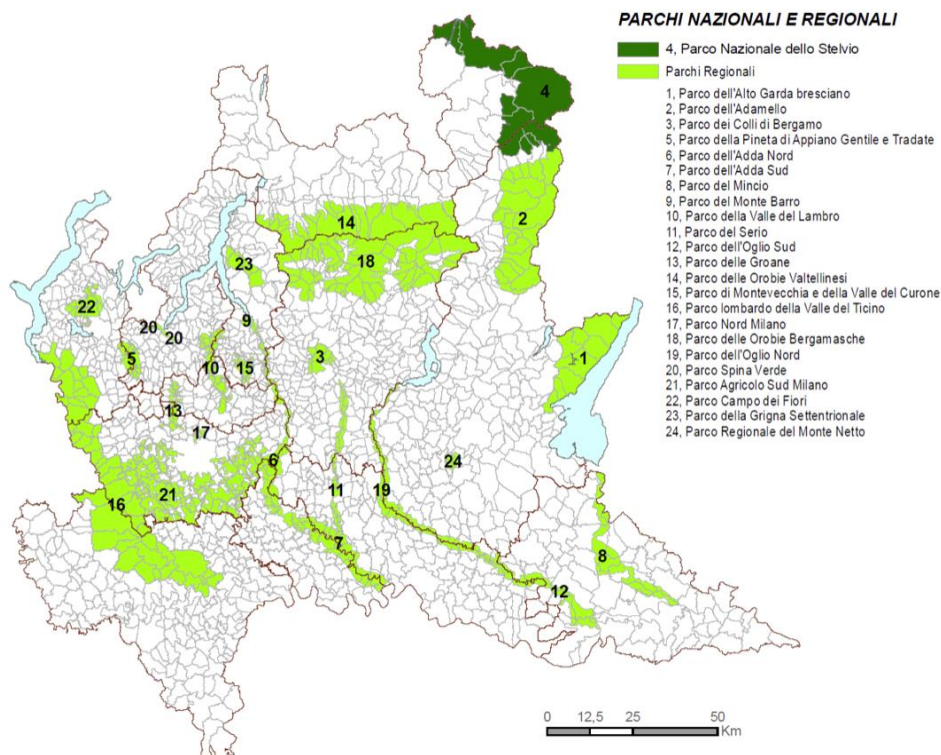 PARCHI NAZIONALI E REGIONALI
4, Parco Nazionale dello Stelvio
Parchi Regionali
1, Parco dell'Alto Garda bresciano
2, Parco dell'Adamello
3, Parco dei Colli di Bergamo
5, Parco della Pineta di Appiano Gentile e Tradate
6, Parco dell'Adda Nord
7, Parco dell'Adda Sud
8, Parco del Mincio
9, Parco del Monte Barro
10, Parco della Valle del Lambro
11, Parco del Serio
12, Parco dell'Oglio Sud
13, Parco delle Groane
14, Parco delle Orobie Valtellinesi
15, Parco di Montevecchia e della Valle del Curone
16, Parco lombardo della Valle del Ticino
17, Parco Nord Milano
18, Parco delle Orobie Bergamasche
19, Parco dell'Oglio Nord
20, Parco Spina Verde
21, Parco Agricolo Sud Milano
22, Parco Campo dei Fiori
23, Parco della Grigna Settentrionale
24, Parco Regionale del Monte Netto
4
2
14
18
23
22
20
20
9
5
10
15
3
1
13
17
6
24
21
16
11
19
7
8
12
0 12,5 25 50
Km